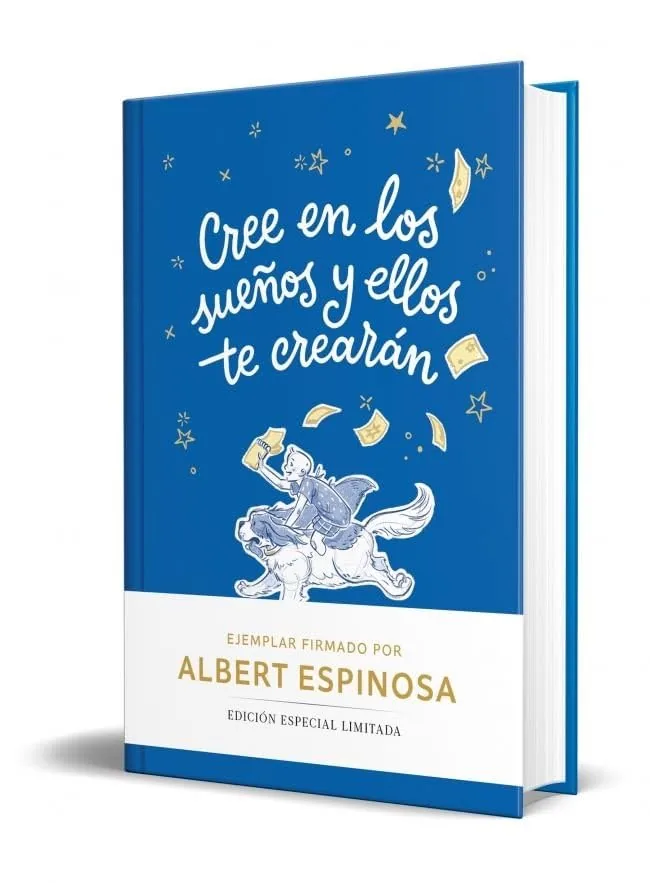 Cree en los
sueños y ellos
te crearán
EJEMPLAR FIRMADO POR
ALBERT ESPINOSA
EDICIÓN ESPECIAL LIMITADA